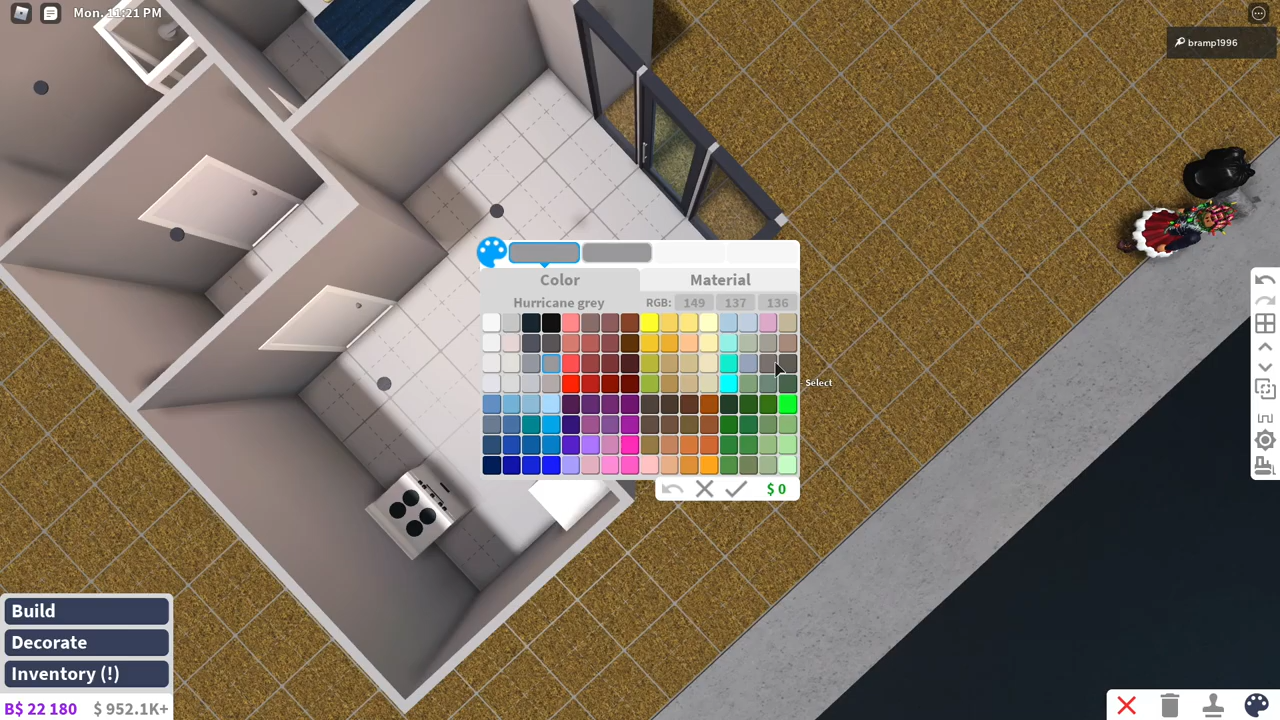 Mon. 11:21 PM
bramp1996
Color
Material
Hurricane grey
RGB: 149 137 136
Select
$ 0
Build
Decorate
Inventory (!)
B$ 22 180
$ 952.1K+